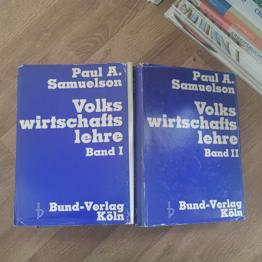 Paul A.
Samuelson
Volks
wirtschafts
lehre
Band I
Bund-Verlag
Köln
Paul A.
Samuelson
Volks
wirtschafts
lehre
Band II
Bund-Verlag
Köln